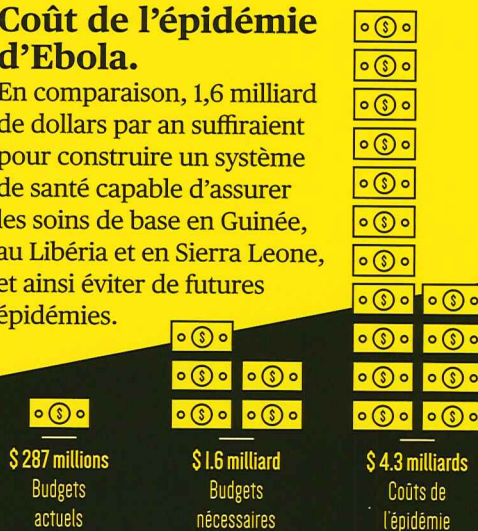 Coût de l’épidémie
d’Ebola.
En comparaison, 1,6 milliard
de dollars par an suffiraient
pour construire un système
de santé capable d’assurer
les soins de base en Guinée,
au Libéria et en Sierra Leone,
et ainsi éviter de futures
épidémies.
$ 287 millions
Budgets
actuels
$ 1.6 milliard
Budgets
nécessaires
$ 4.3 milliards
Coûts de
l’épidémie